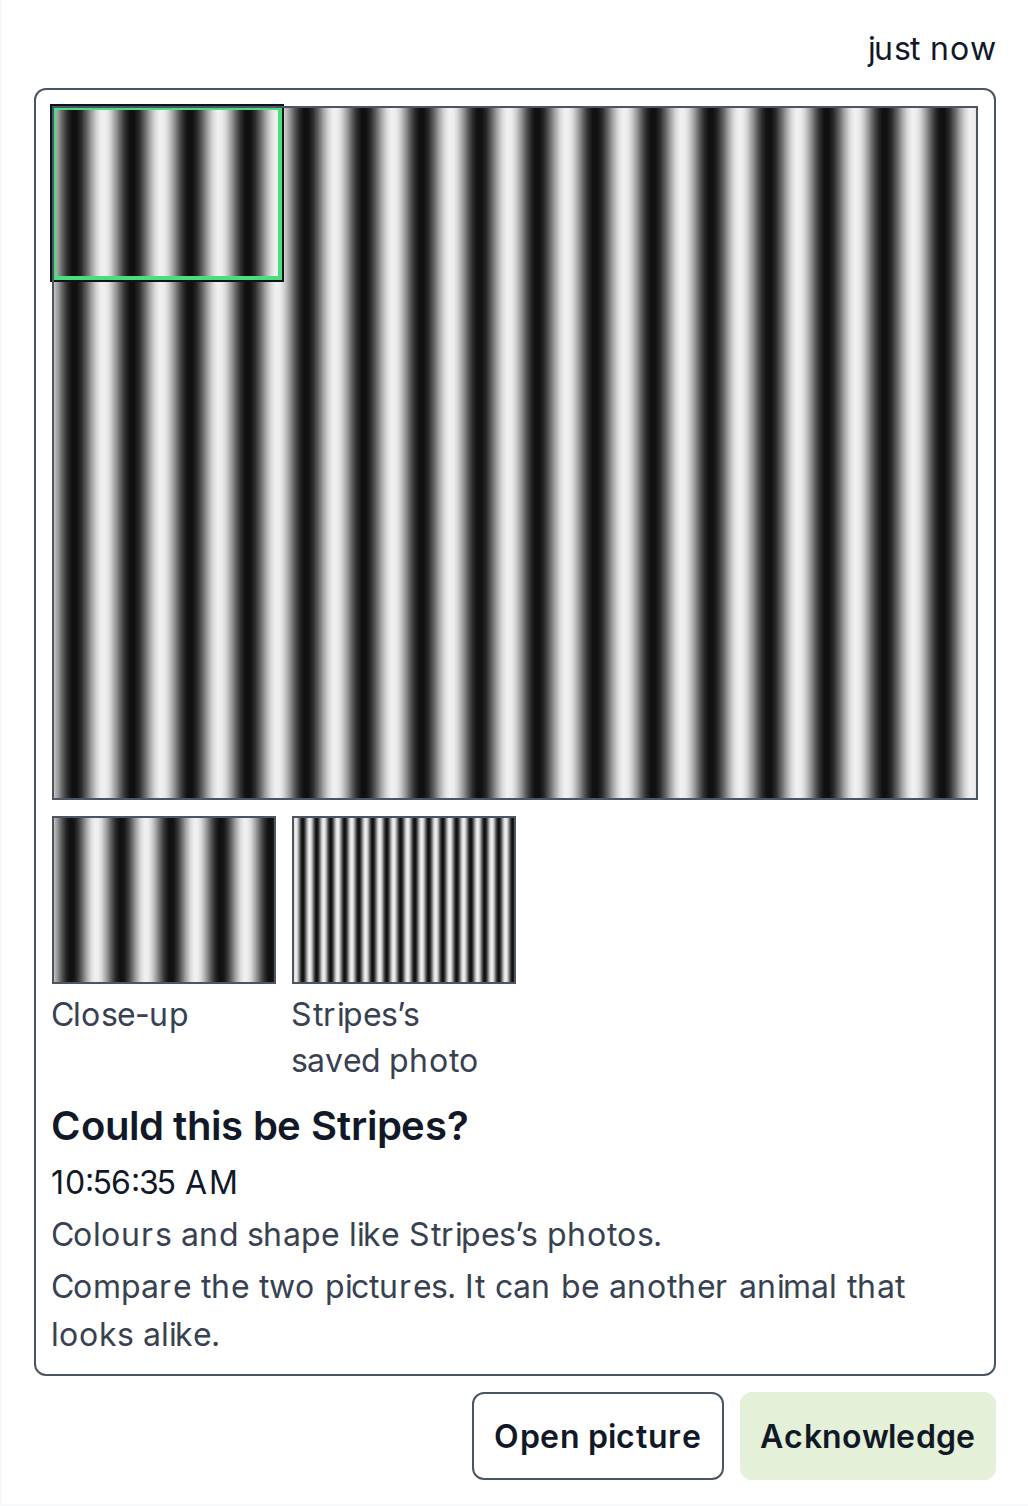 just now
Close-up
Stripes’s
saved photo
Could this be Stripes?
10:56:35 AM
Colours and shape like Stripes’s photos.
Compare the two pictures. It can be another animal that
looks alike.
Open picture
Acknowledge